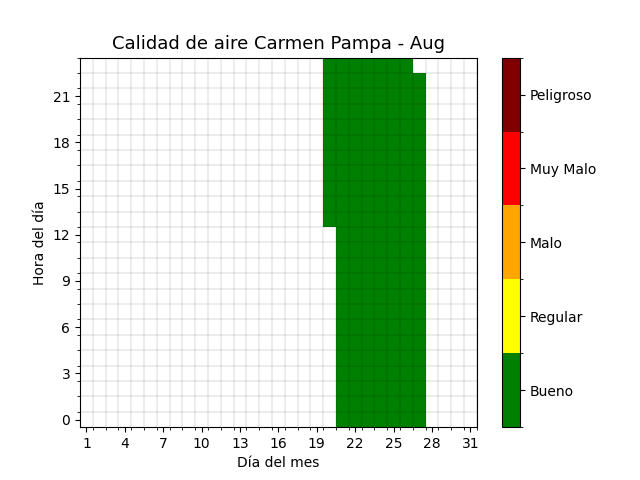 Calidad de aire Carmen Pampa - Aug
Hora del día
21
18
15
12
9
6
3
0
1 4 7 10 13 16 19 22 25 28 31
Día del mes
Peligroso
Muy Malo
Malo
Regular
Bueno